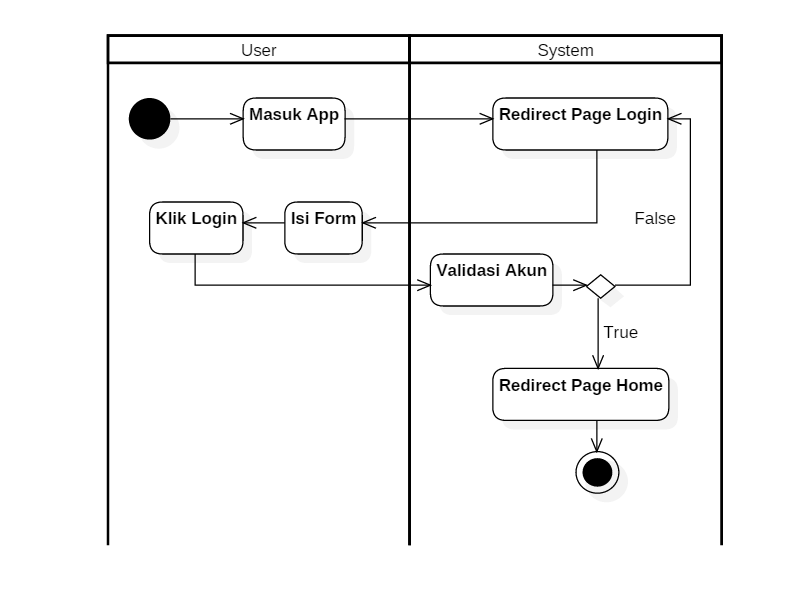 User
System
Masuk App
Redirect Page Login
Klik Login
Isi Form
False
Validasi Akun
True
Redirect Page Home